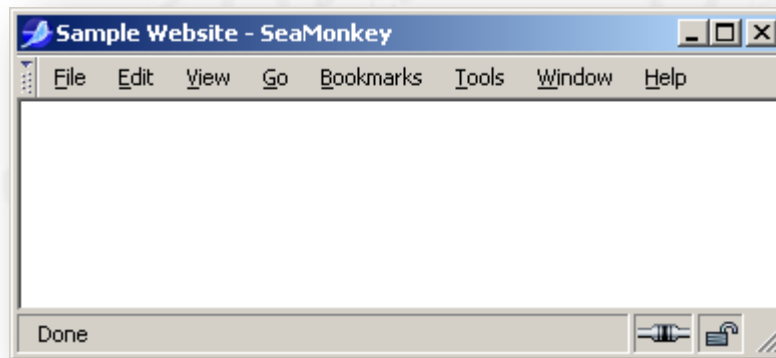 Sample Website - SeaMonkey
File Edit View Go Bookmarks Tools Window Help
Done